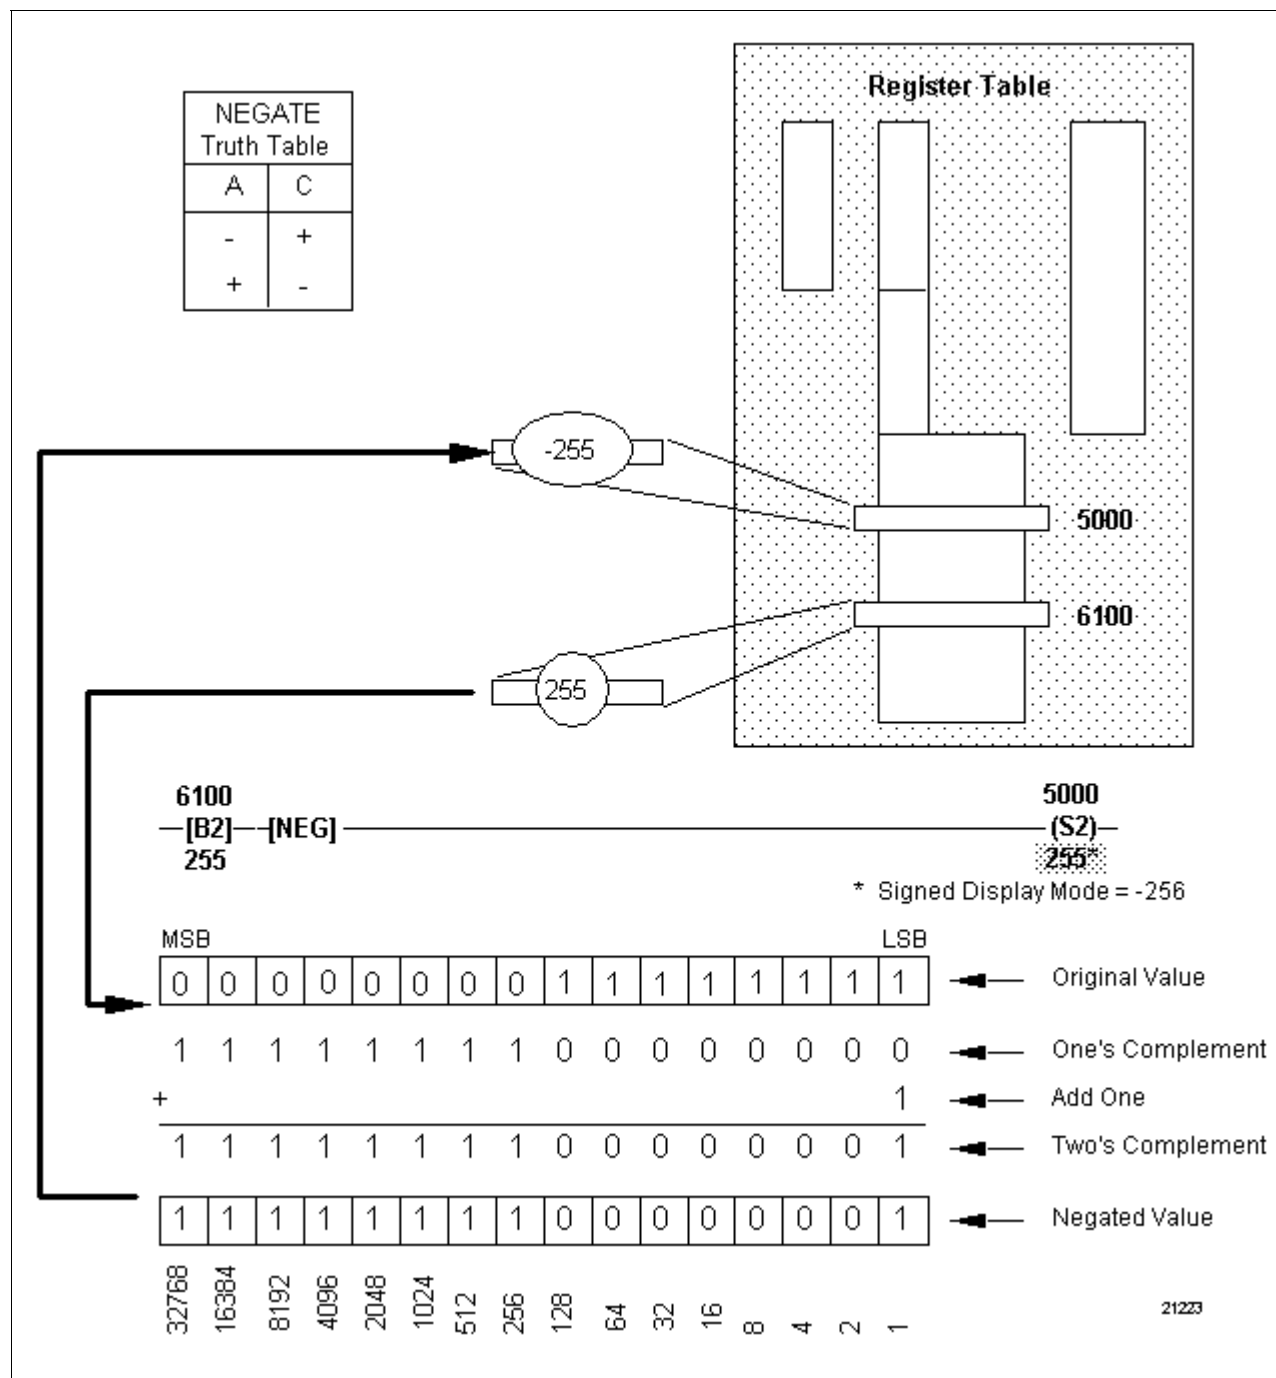 NEGATE
Truth Table
A C
- +
+ -
Register Table
-255
5000
6100
255
6100
[B2] [NEG]
255
5000
(S2)
255*
* Signed Display Mode = -256
MSB LSB
0 0 0 0 0 0 0 0 1 1 1 1 1 1 1 1 Original Value
1 1 1 1 1 1 1 1 0 0 0 0 0 0 0 0 One's Complement
+ 1 Add One
1 1 1 1 1 1 1 1 0 0 0 0 0 0 0 1 Two's Complement
1 1 1 1 1 1 1 1 0 0 0 0 0 0 0 1 Negated Value
32768 16384 8192 4096 2048 1024 512 256 128 64 32 16 8 4 2 1
21223